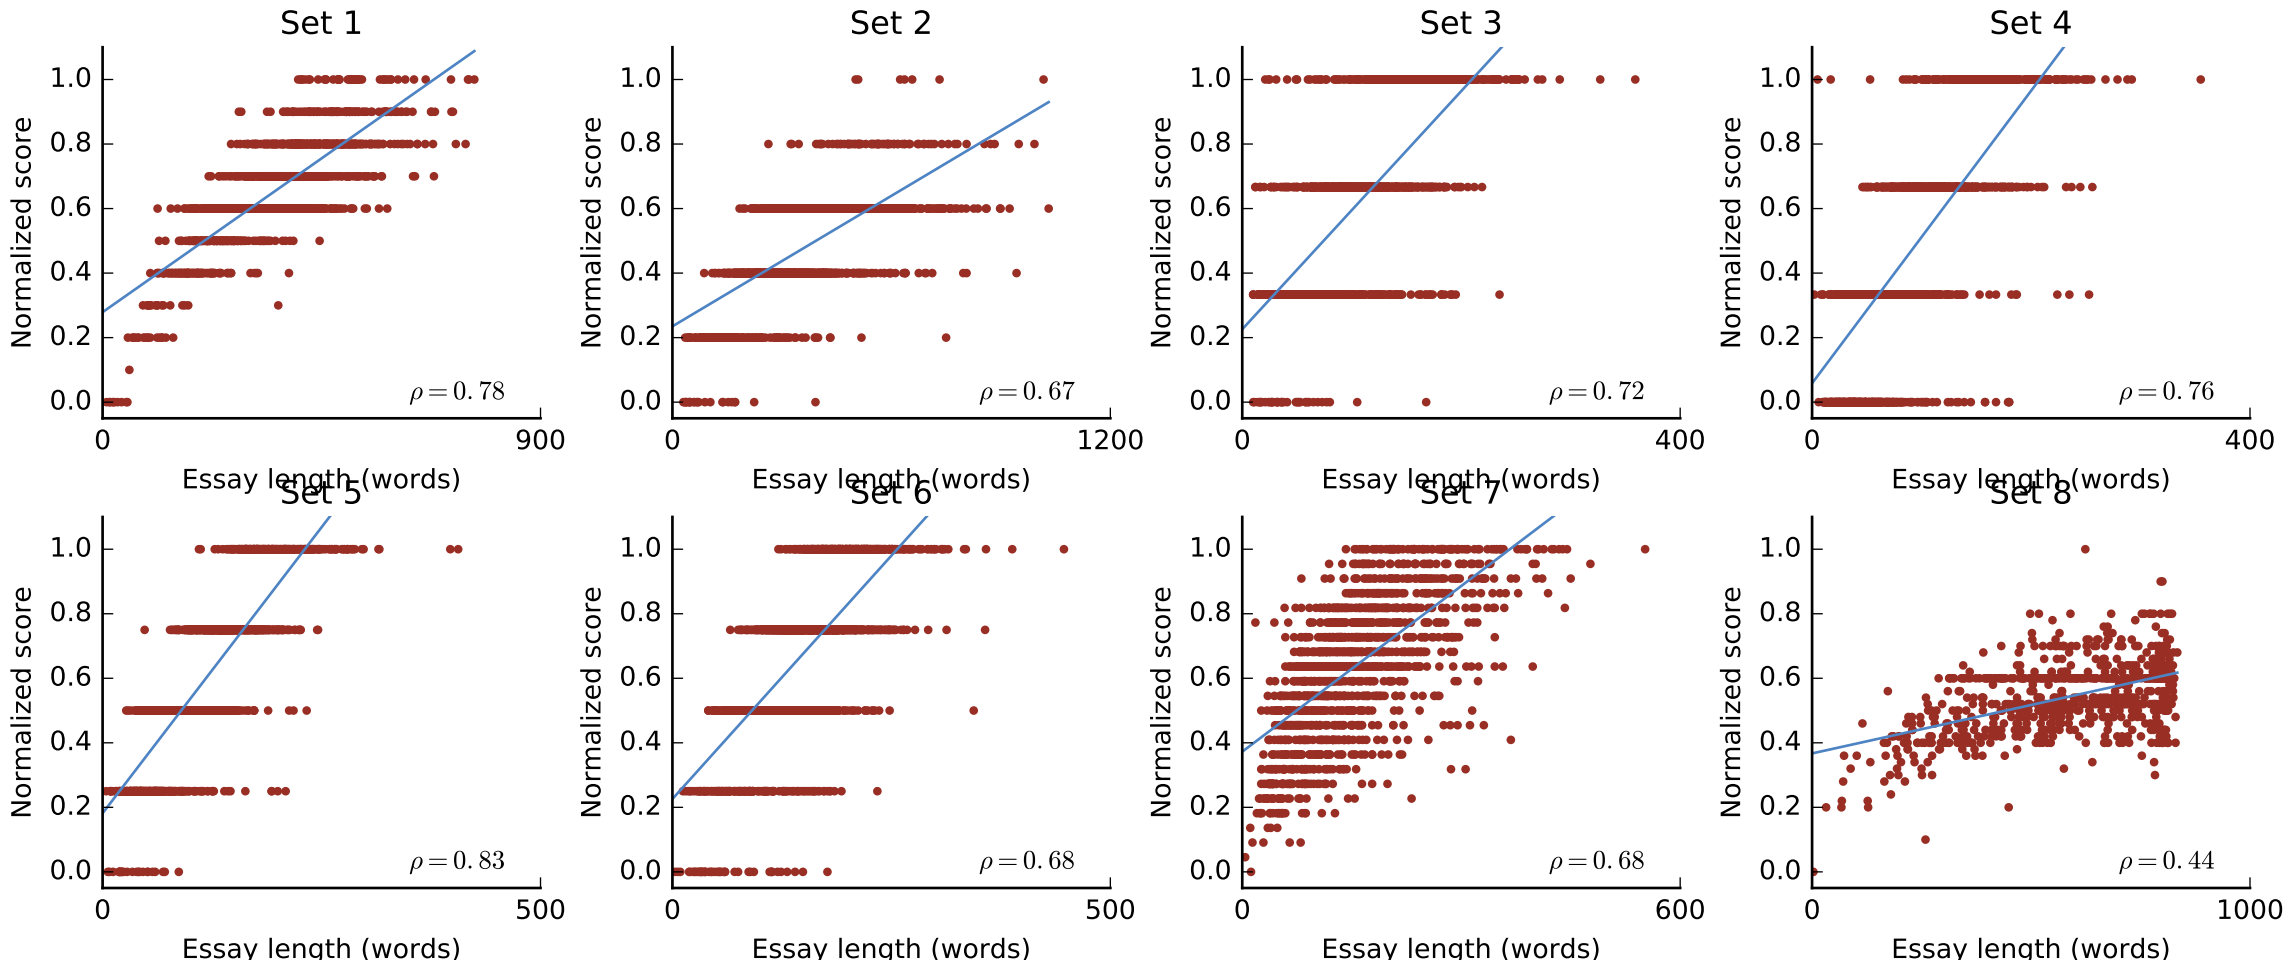 Set 1
Normalized score
1.0
0.8
0.6
0.4
0.2
0.0
ρ = 0.78
0 900
Essay length (words)
Set 2
Normalized score
1.0
0.8
0.6
0.4
0.2
0.0
ρ = 0.67
0 1200
Essay length (words)
Set 3
Normalized score
1.0
0.8
0.6
0.4
0.2
0.0
ρ = 0.72
0 400
Essay length (words)
Set 4
Normalized score
1.0
0.8
0.6
0.4
0.2
0.0
ρ = 0.76
0 400
Essay length (words)
Set 5
Normalized score
1.0
0.8
0.6
0.4
0.2
0.0
ρ = 0.83
0 500
Essay length (words)
Set 6
Normalized score
1.0
0.8
0.6
0.4
0.2
0.0
ρ = 0.68
0 500
Essay length (words)
Set 7
Normalized score
1.0
0.8
0.6
0.4
0.2
0.0
ρ = 0.68
0 600
Essay length (words)
Set 8
Normalized score
1.0
0.8
0.6
0.4
0.2
0.0
ρ = 0.44
0 1000
Essay length (words)